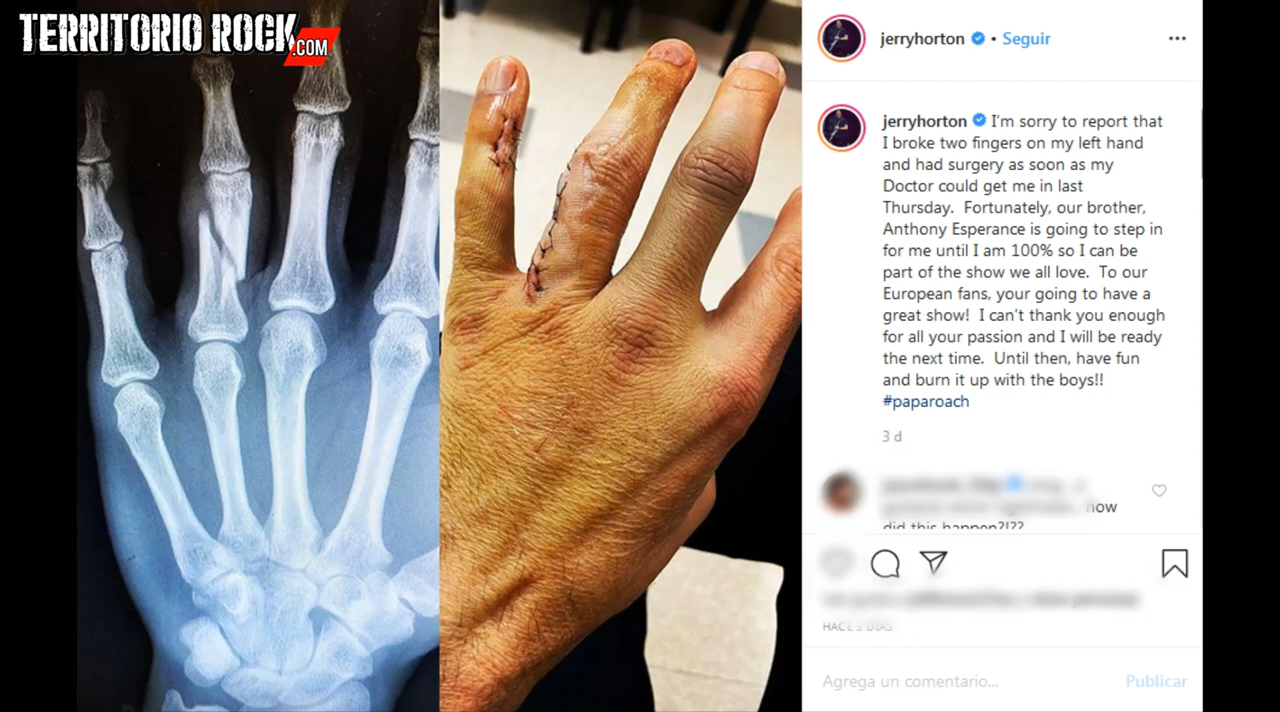 TERRITORIO ROCK
.COM
jerryhorton • Seguir
jerryhorton I'm sorry to report that
I broke two fingers on my left hand
and had surgery as soon as my
Doctor could get me in last
Thursday. Fortunately, our brother,
Anthony Esperance is going to step in
for me until I am 100% so I can be
part of the show we all love. To our
European fans, your going to have a
great show! I can't thank you enough
for all your passion and I will be ready
the next time. Until then, have fun
and burn it up with the boys!!
#paparoach
3 d
how
did this happen?!??
HACE 3 DÍAS
Agrega un comentario...
Publicar